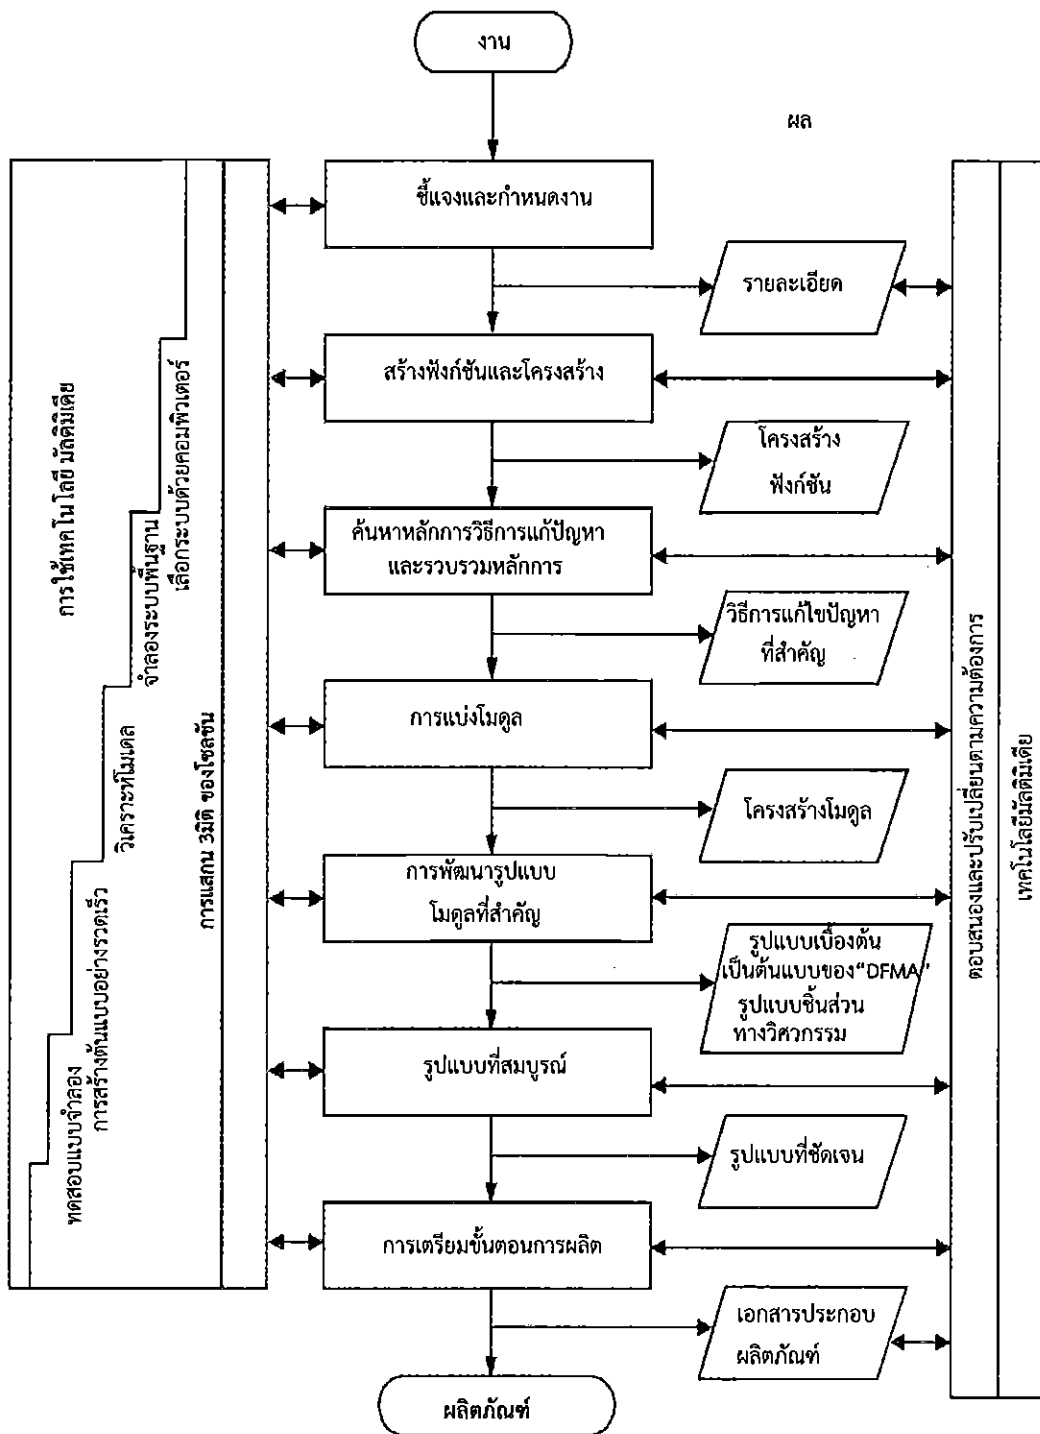 งาน
ผล
ชี้แจงและกำหนดงาน
รายละเอียด
สร้างฟังก์ชันและโครงสร้าง
โครงสร้าง
ฟังก์ชัน
ค้นหาหลักการวิธีการแก้ปัญหา
และรวบรวมหลักการ
วิธีการแก้ไขปัญหา
ที่สำคัญ
การแบ่งโมดูล
โครงสร้างโมดูล
การพัฒนารูปแบบ
โมดูลที่สำคัญ
รูปแบบเบื้องต้น
เป็นต้นแบบของ“DFMA”
รูปแบบชิ้นส่วน
ทางวิศวกรรม
รูปแบบที่สมบูรณ์
รูปแบบที่ชัดเจน
การเตรียมขั้นตอนการผลิต
เอกสารประกอบ
ผลิตภัณฑ์
ผลิตภัณฑ์
การใช้เทคโนโลยี มัลติมิเดีย
ทดสอบแบบจำลอง
การสร้างต้นแบบอย่างรวดเร็ว
วิเคราะห์โมเดล
จำลองระบบพื้นฐาน
เลือกระบบด้วยคอมพิวเตอร์
การแสกน 3มิติ ของโซลชัน
ตอบสนองและปรับเปลี่ยนตามความต้องการ
เทคโนโลยีมัลติมิเดีย